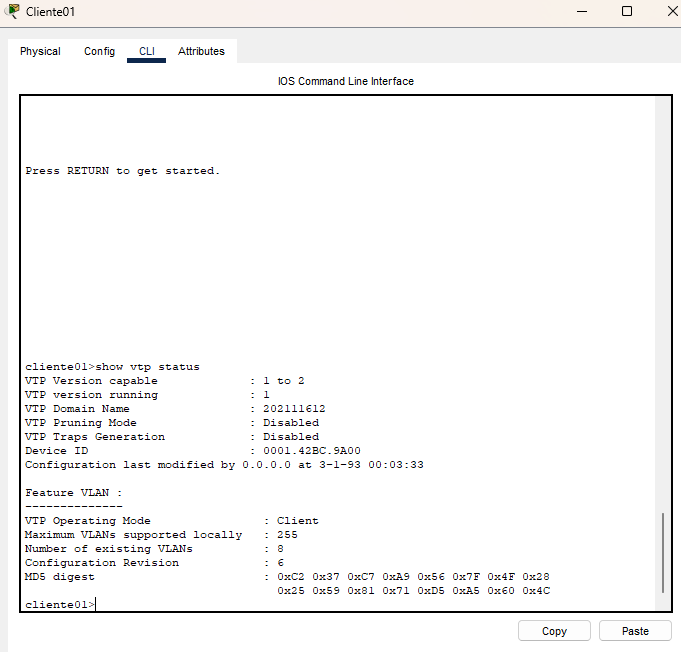 Cliente01
Physical Config CLI Attributes
IOS Command Line Interface
Press RETURN to get started.
cliente01>show vtp status
VTP Version capable : 1 to 2
VTP version running : 1
VTP Domain Name : 202111612
VTP Pruning Mode : Disabled
VTP Traps Generation : Disabled
Device ID : 0001.42BC.9A00
Configuration last modified by 0.0.0.0 at 3-1-93 00:03:33
Feature VLAN :
--------------
VTP Operating Mode : Client
Maximum VLANs supported locally : 255
Number of existing VLANs : 8
Configuration Revision : 6
MD5 digest : 0xC2 0x37 0xC7 0xA9 0x56 0x7F 0x4F 0x28
0x25 0x59 0x81 0x71 0xD5 0xA5 0x60 0x4C
cliente01>
Copy Paste